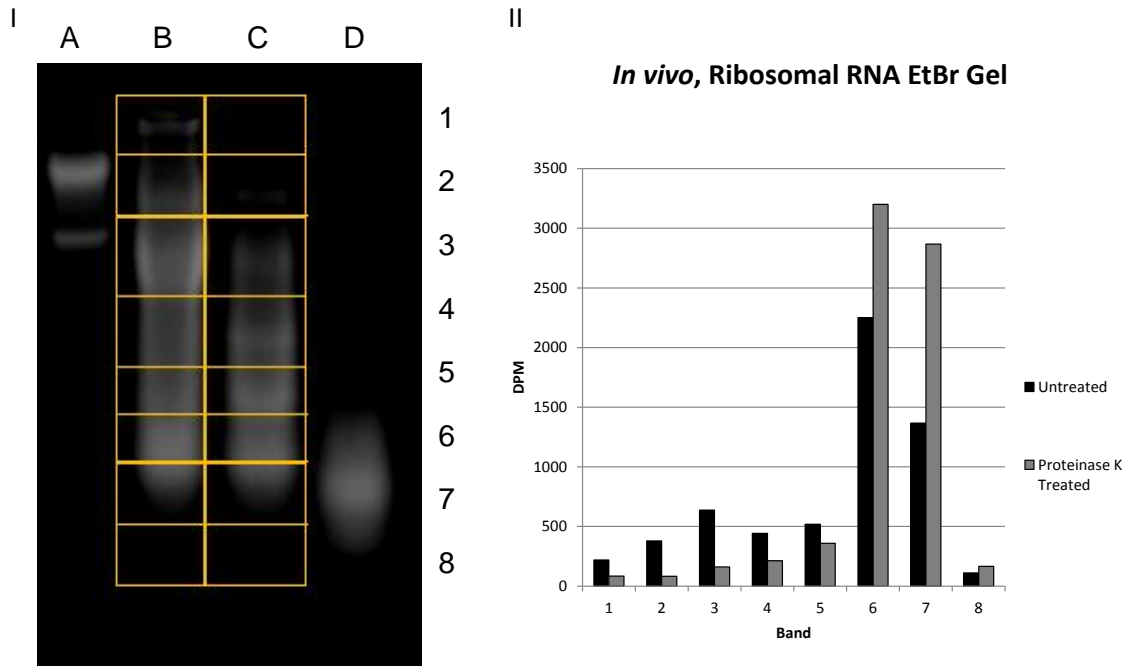 I
A B C D
1
2
3
4
5
6
7
8
II
In vivo, Ribosomal RNA EtBr Gel
3500
3000
2500
2000
1500
1000
500
0
DPM
1 2 3 4 5 6 7 8
Band
Untreated
Proteinase K
Treated